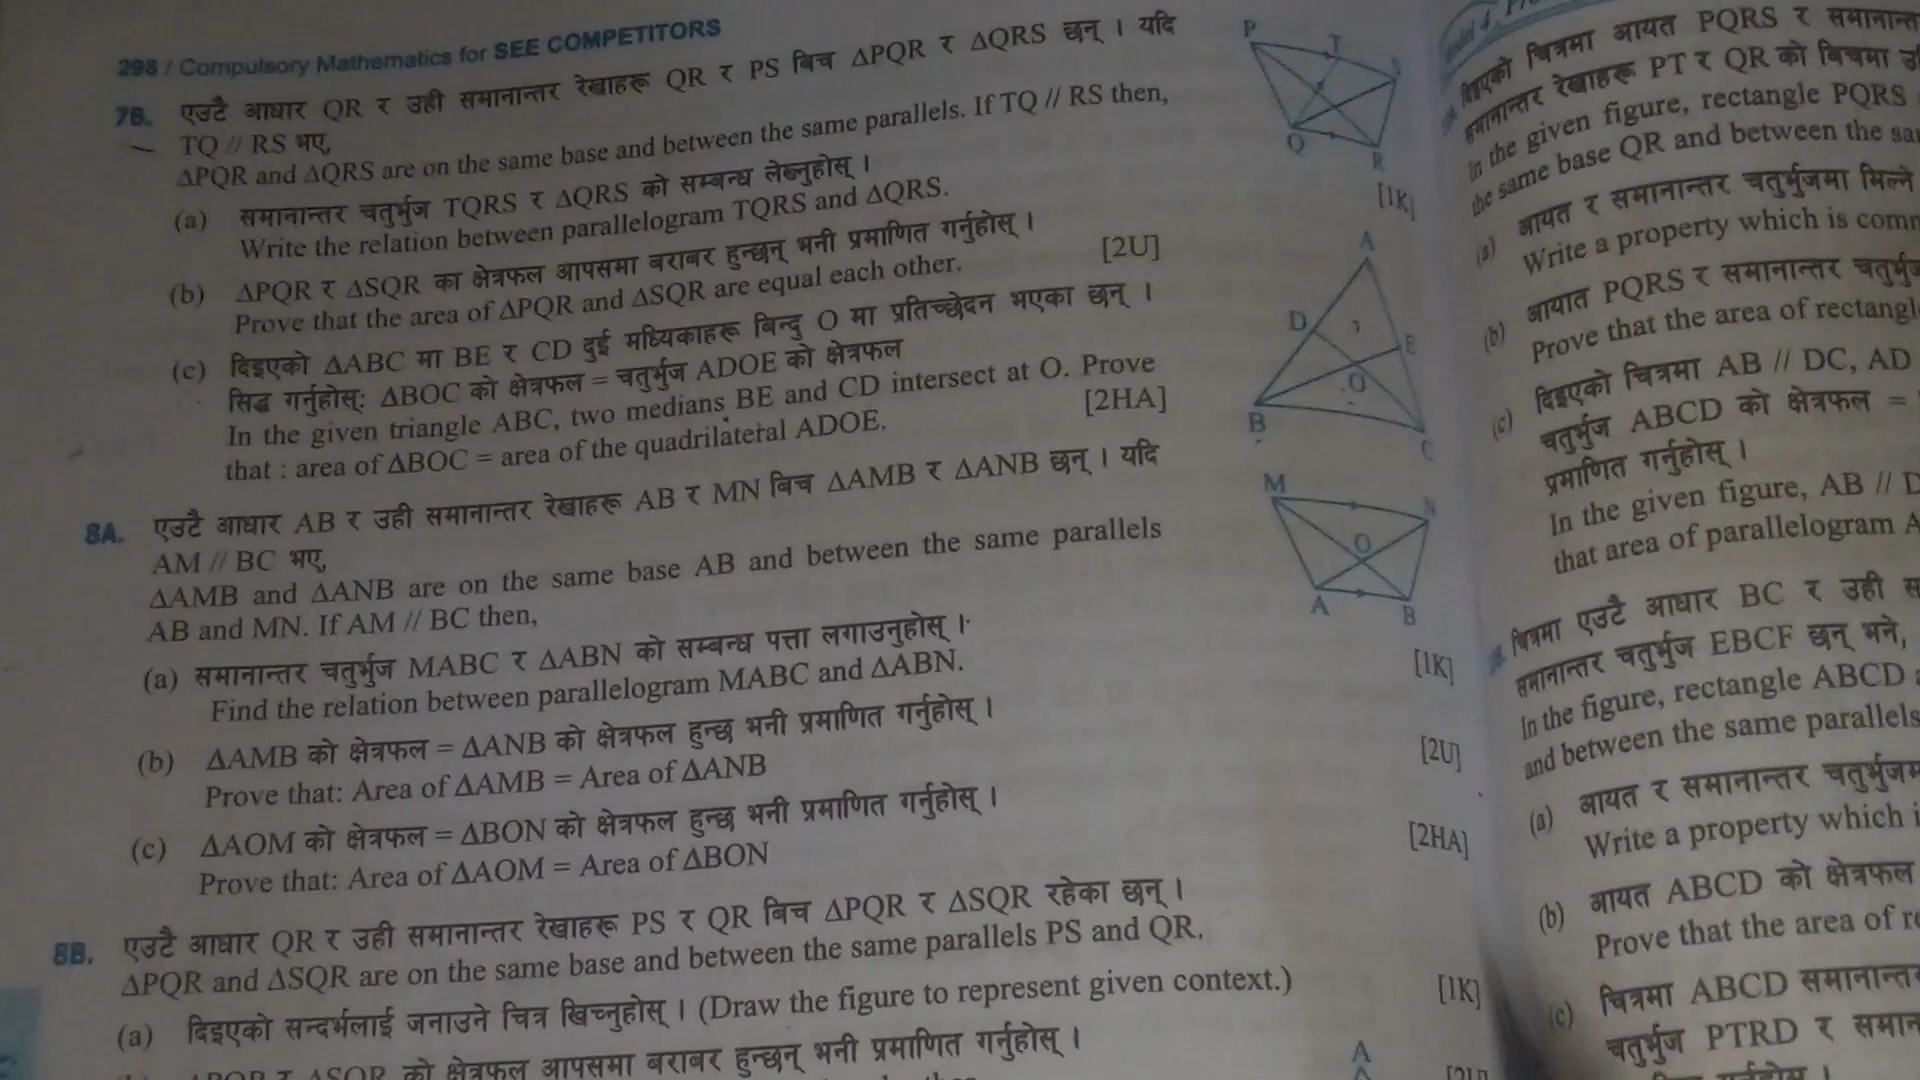 298 / Compulsory Mathematics for SEE COMPETITORS
7B. एउटै आधार QR र उही समानान्तर रेखाहरू QR र PS बिच ΔPQR र ΔQRS छन् । यदि
TQ // RS भए,
ΔPQR and ΔQRS are on the same base and between the same parallels. If TQ // RS then,
(a) समानान्तर चतुर्भुज TQRS र ΔQRS को सम्बन्ध लेख्नुहोस् ।
Write the relation between parallelogram TQRS and ΔQRS. [1K]
(b) ΔPQR र ΔSQR का क्षेत्रफल आपसमा बराबर हुन्छन् भनी प्रमाणित गर्नुहोस् ।
Prove that the area of ΔPQR and ΔSQR are equal each other. [2U]
(c) दिइएको ΔABC मा BE र CD दुई मध्यिकाहरू बिन्दु O मा प्रतिच्छेदन भएका छन् ।
सिद्ध गर्नुहोस्: ΔBOC को क्षेत्रफल = चतुर्भुज ADOE को क्षेत्रफल
In the given triangle ABC, two medians BE and CD intersect at O. Prove
that : area of ΔBOC = area of the quadrilateral ADOE. [2HA]
P T
Q R
A
D E
O
B C
8A. एउटै आधार AB र उही समानान्तर रेखाहरू AB र MN बिच ΔAMB र ΔANB छन् । यदि
AM // BC भए,
ΔAMB and ΔANB are on the same base AB and between the same parallels
AB and MN. If AM // BC then,
(a) समानान्तर चतुर्भुज MABC र ΔABN को सम्बन्ध पत्ता लगाउनुहोस् ।
Find the relation between parallelogram MABC and ΔABN. [1K]
(b) ΔAMB को क्षेत्रफल = ΔANB को क्षेत्रफल हुन्छ भनी प्रमाणित गर्नुहोस् ।
Prove that: Area of ΔAMB = Area of ΔANB [2U]
(c) ΔAOM को क्षेत्रफल = ΔBON को क्षेत्रफल हुन्छ भनी प्रमाणित गर्नुहोस् ।
Prove that: Area of ΔAOM = Area of ΔBON [2HA]
M N
O
A B
8B. एउटै आधार QR र उही समानान्तर रेखाहरू PS र QR बिच ΔPQR र ΔSQR रहेका छन् ।
ΔPQR and ΔSQR are on the same base and between the same parallels PS and QR.
(a) दिइएको सन्दर्भलाई जनाउने चित्र खिच्नुहोस् । (Draw the figure to represent given context.) [1K]
ΔPQR र ΔSQR को क्षेत्रफल आपसमा बराबर हुन्छन् भनी प्रमाणित गर्नुहोस् ।
A
चित्रमा आयत PQRS र
समानान्तर रेखाहरू PT र QR को बिचमा
In the given figure, rectangle PQRS
the same base QR and between the
(a) आयत र समानान्तर चतुर्भुजमा मिल्ने
Write a property which is
(b) आयात PQRS र समानान्तर
Prove that the area of
(c) दिइएको चित्रमा AB // DC, AD
चतुर्भुज ABCD को क्षेत्रफल =
प्रमाणित गर्नुहोस् ।
In the given figure, AB //
that area of parallelogram
चित्रमा एउटै आधार BC र उही
समानान्तर चतुर्भुज EBCF छन् भने,
In the figure, rectangle ABCD
and between the same parallels
(a) आयत र समानान्तर
Write a property which
(b) आयत ABCD को क्षेत्रफल
Prove that the area of
(c) चित्रमा ABCD समानान्तर
चतुर्भुज PTRD र